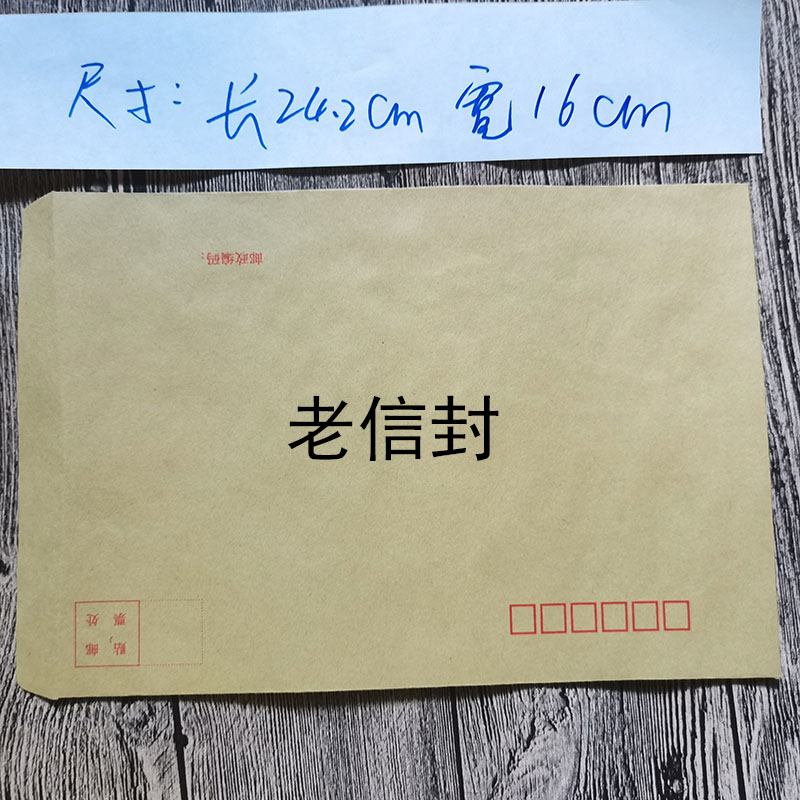 尺寸：长24.2cm 寬16cm
邮政编码：
老信封
贴邮
票处